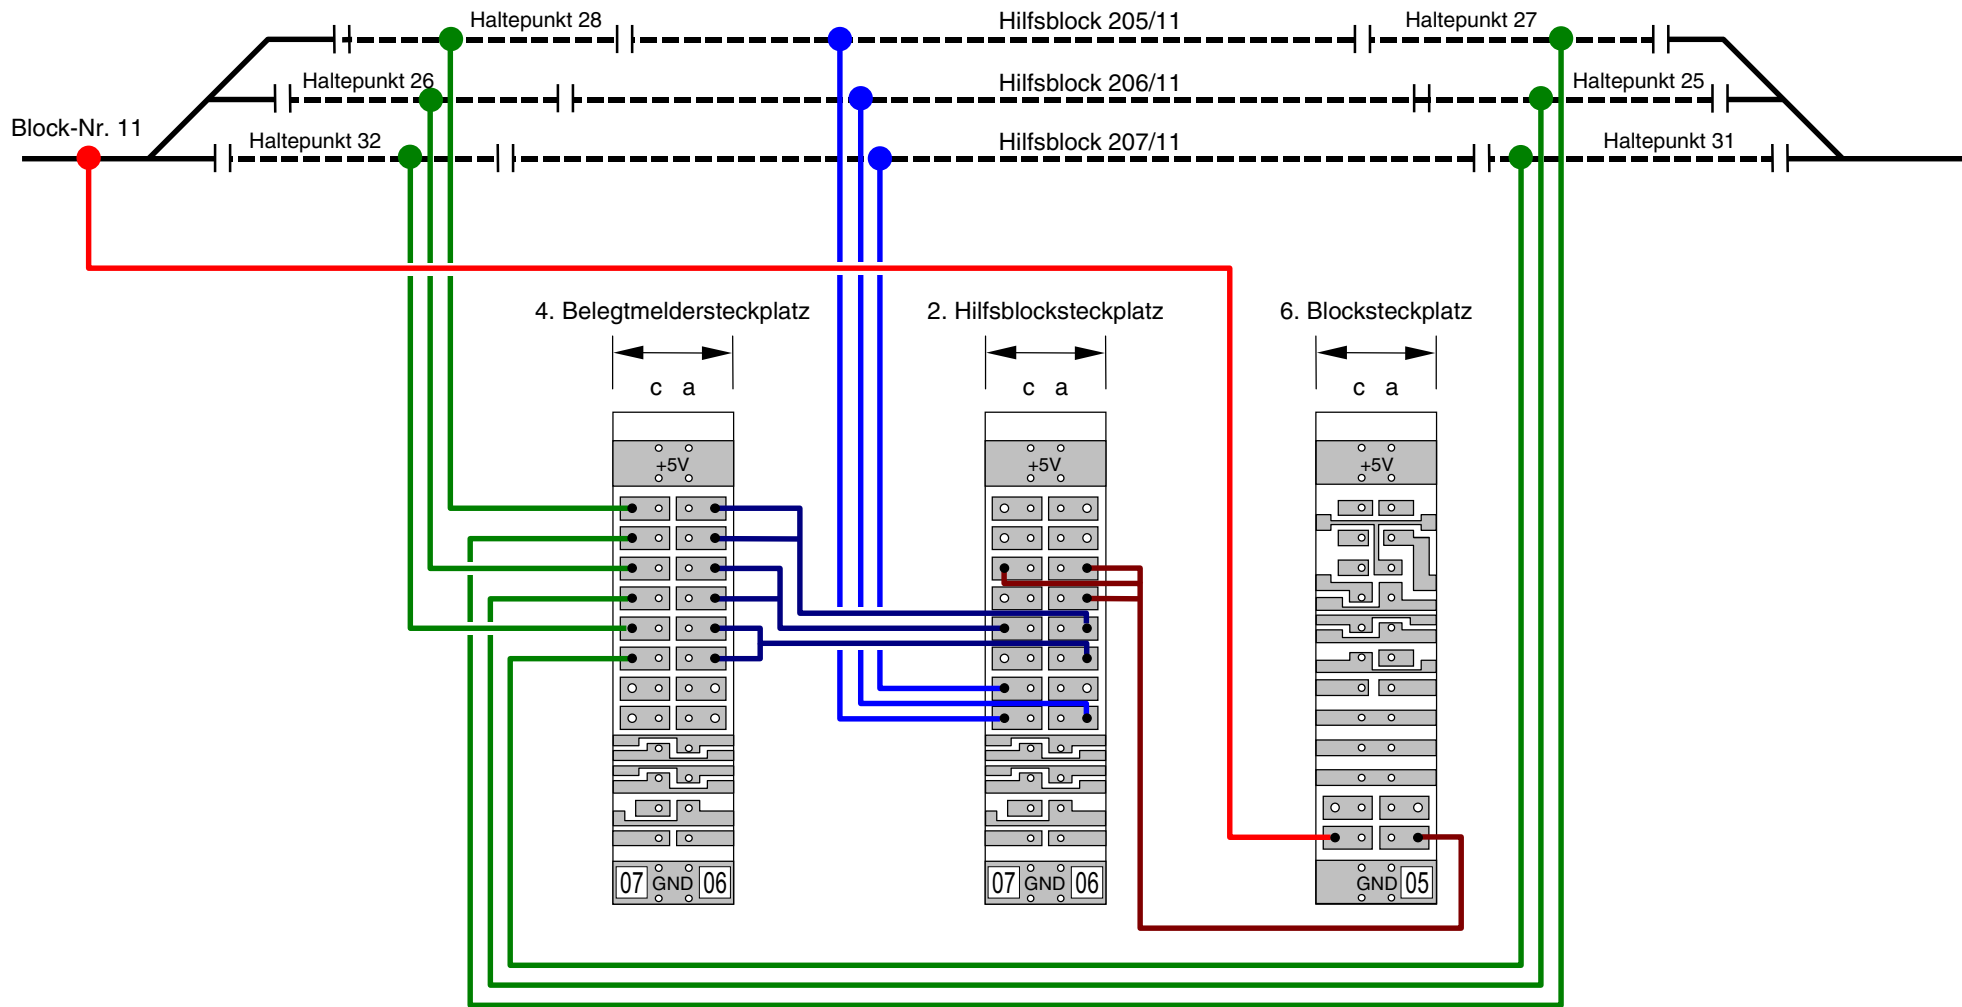 Haltepunkt 28 Hilfsblock 205/11 Haltepunkt 27
Haltepunkt 26 Hilfsblock 206/11 Haltepunkt 25
Block-Nr. 11
Haltepunkt 32 Hilfsblock 207/11 Haltepunkt 31
4. Belegtmeldersteckplatz 2. Hilfsblocksteckplatz 6. Blocksteckplatz
c a c a c a
+5V +5V +5V
07 GND 06 07 GND 06 GND 05